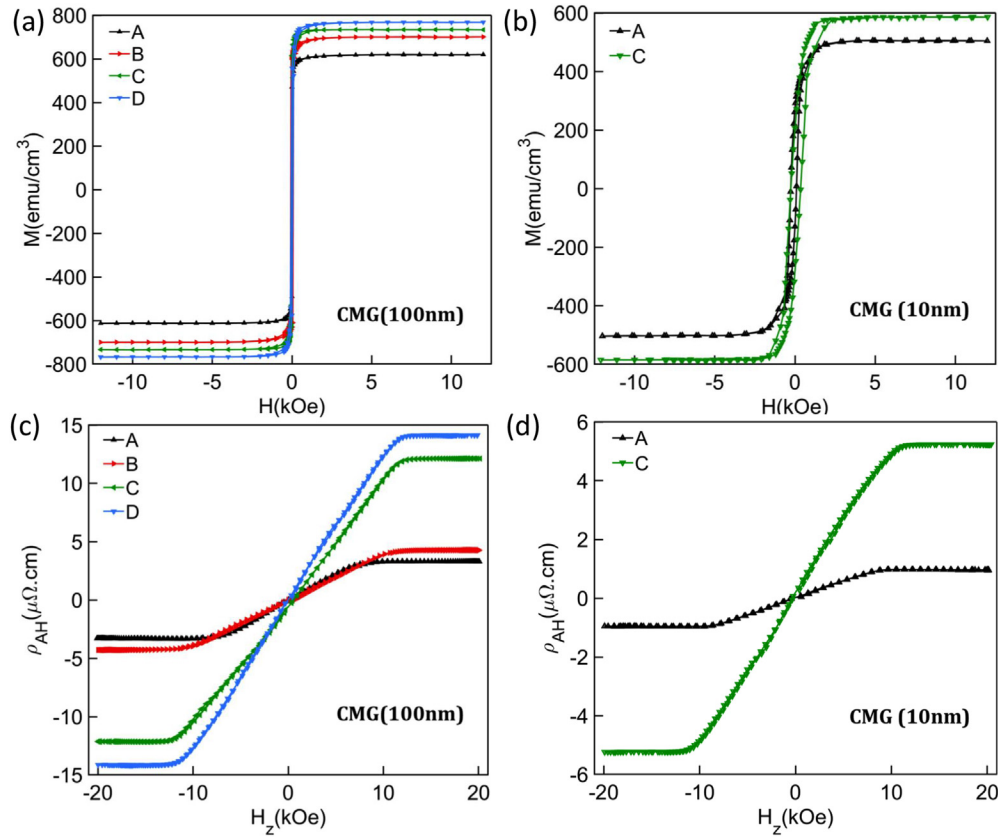 (a)
A
B
C
D
800
600
400
200
0
-200
-400
-600
-800
M(emu/cm³)
CMG(100nm)
-10
-5
0
5
10
H(kOe)
(b)
A
C
600
400
200
0
-200
-400
-600
M(emu/cm³)
CMG (10nm)
-10
-5
0
5
10
H(kOe)
(c)
A
B
C
D
15
10
5
0
-5
-10
-15
ρAH(μΩ.cm)
CMG(100nm)
-20
-10
0
10
20
Hz(kOe)
(d)
A
C
6
4
2
0
-2
-4
-6
ρAH(μΩ.cm)
CMG (10nm)
-20
-10
0
10
20
Hz(kOe)